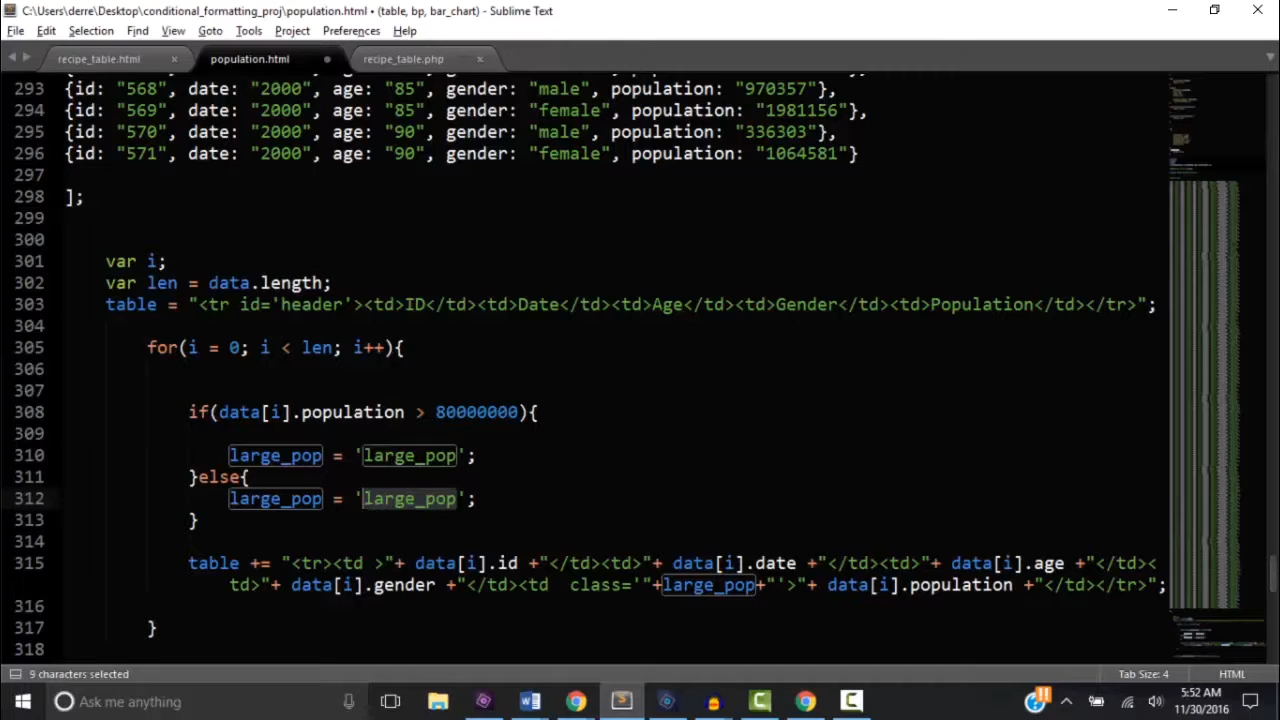 C:\Users\derre\Desktop\conditional_formatting_proj\population.html • (table, bp, bar_chart) - Sublime Text
File Edit Selection Find View Goto Tools Project Preferences Help
recipe_table.html × population.html • recipe_table.php ×
293 {id: "568", date: "2000", age: "85", gender: "male", population: "970357"},
294 {id: "569", date: "2000", age: "85", gender: "female", population: "1981156"},
295 {id: "570", date: "2000", age: "90", gender: "male", population: "336303"},
296 {id: "571", date: "2000", age: "90", gender: "female", population: "1064581"}
297
298 ];
299
300
301 var i;
302 var len = data.length;
303 table = "<tr id='header'><td>ID</td><td>Date</td><td>Age</td><td>Gender</td><td>Population</td></tr>";
304
305 for(i = 0; i < len; i++){
306
307
308 if(data[i].population > 80000000){
309
310 large_pop = 'large_pop';
311 }else{
312 large_pop = 'large_pop';
313 }
314
315 table += "<tr><td >"+ data[i].id +"</td><td>"+ data[i].date +"</td><td>"+ data[i].age +"</td><
td>"+ data[i].gender +"</td><td  class='"+large_pop+"'>"+ data[i].population +"</td></tr>";
316
317 }
318
9 characters selected Tab Size: 4 HTML
Ask me anything
5:52 AM
11/30/2016